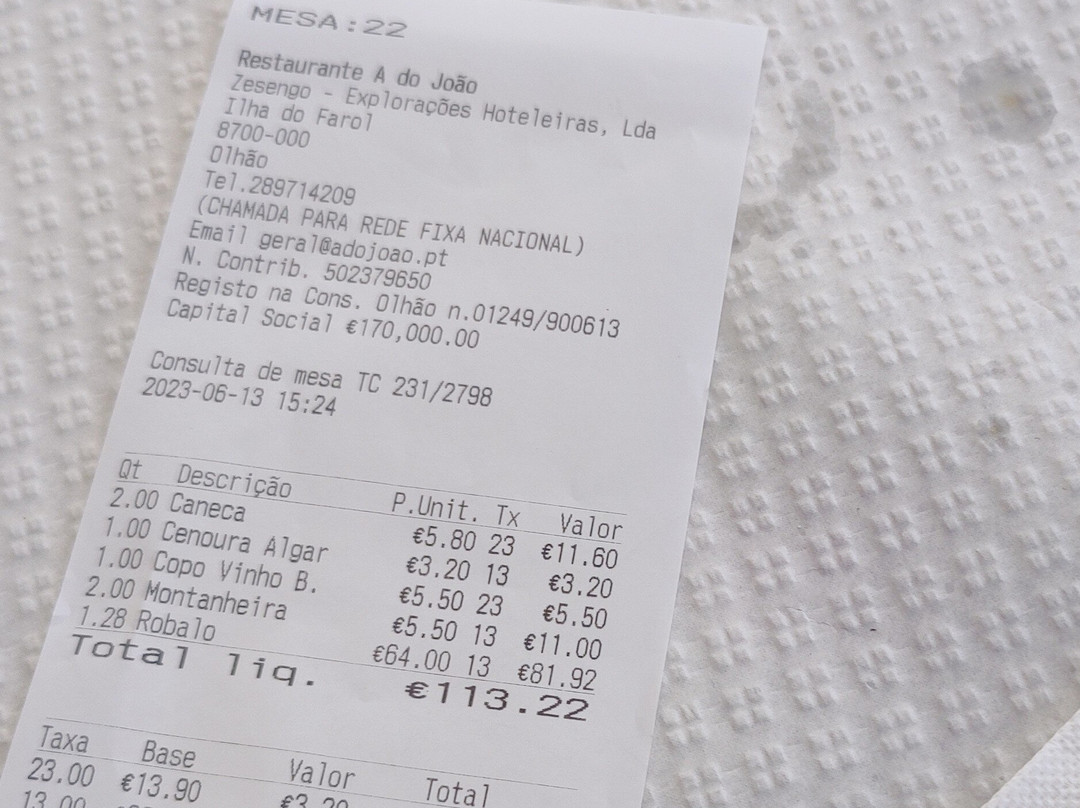 MESA:22
Restaurante A do João
Zesengo - Explorações Hoteleiras, Lda
Ilha do Farol
8700-000
Olhão
Tel.289714209
(CHAMADA PARA REDE FIXA NACIONAL)
Email geral@adojoao.pt
N. Contrib. 502379650
Registo na Cons. Olhão n.01249/900613
Capital Social €170,000.00
Consulta de mesa TC 231/2798
2023-06-13 15:24
Qt Descrição P.Unit. Tx Valor
2.00 Caneca €5.80 23 €11.60
1.00 Cenoura Algar €3.20 13 €3.20
1.00 Copo Vinho B. €5.50 23 €5.50
2.00 Montanheira €5.50 13 €11.00
1.28 Robalo €64.00 13 €81.92
Total liq. €113.22
Taxa Base Valor Total
23.00 €13.90 €3.20
13.00